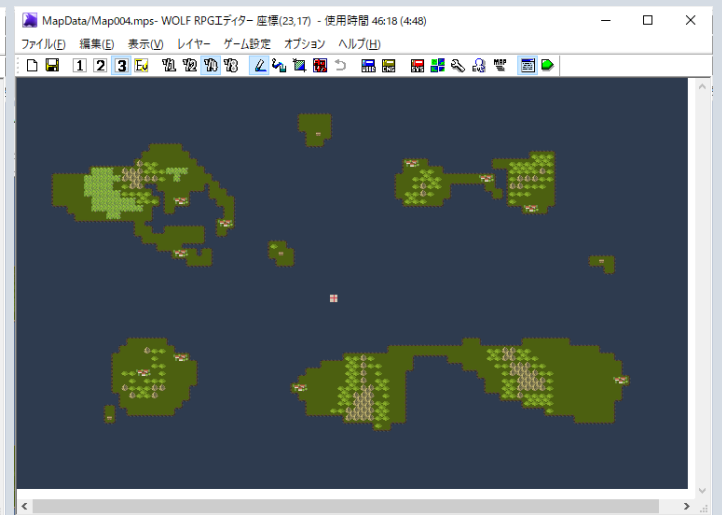 MapData/Map004.mps- WOLF RPGエディター 座標(23,17) - 使用時間 46:18 (4:48)
ファイル(F) 編集(E) 表示(V) レイヤー ゲーム設定 オプション ヘルプ(H)
1 2 3 Ev